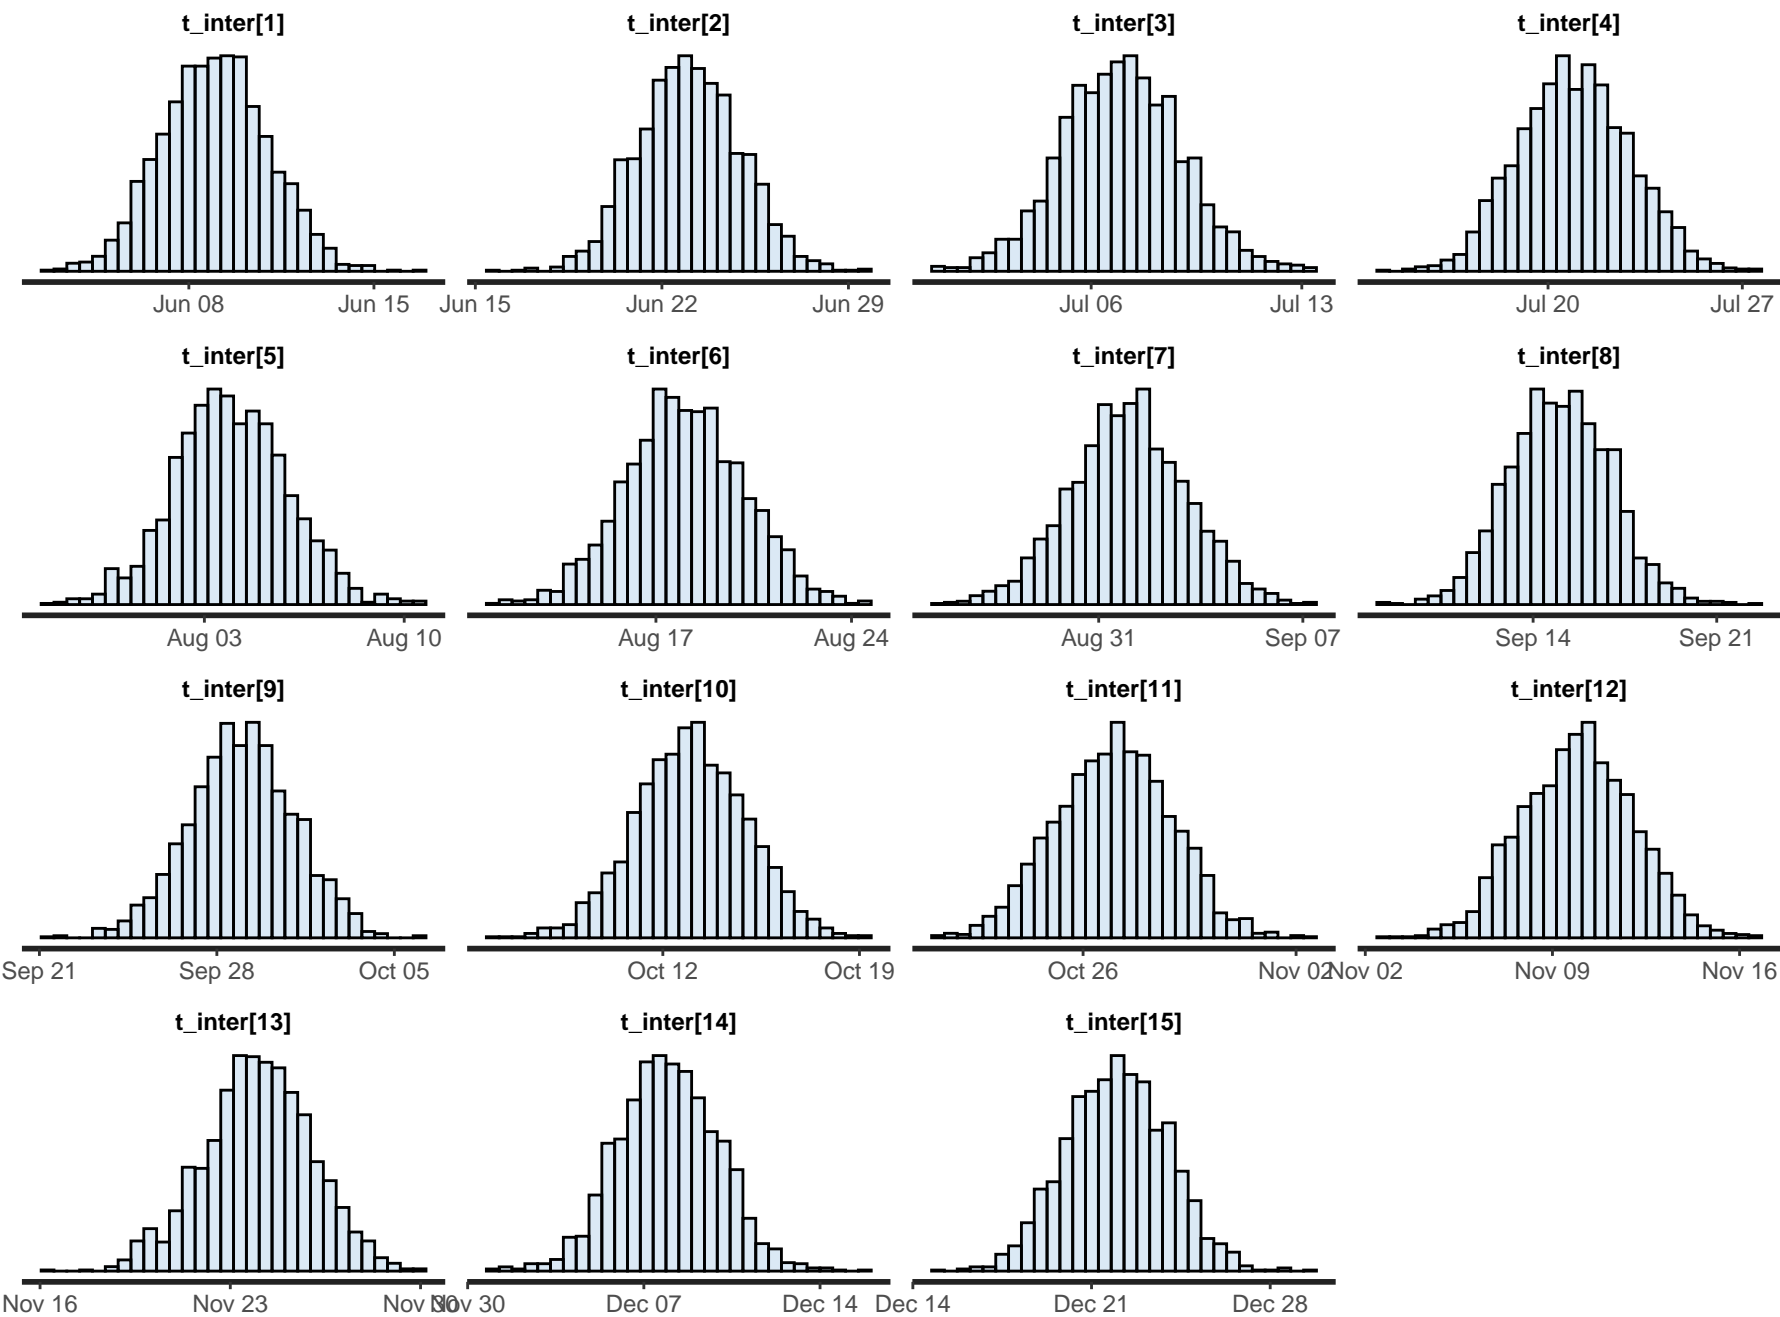 t_inter[1] t_inter[2] t_inter[3] t_inter[4]
Jun 08 Jun 15 Jun 15 Jun 22 Jun 29 Jul 06 Jul 13 Jul 20 Jul 27
t_inter[5] t_inter[6] t_inter[7] t_inter[8]
Aug 03 Aug 10 Aug 17 Aug 24 Aug 31 Sep 07 Sep 14 Sep 21
t_inter[9] t_inter[10] t_inter[11] t_inter[12]
Sep 21 Sep 28 Oct 05 Oct 12 Oct 19 Oct 26 Nov 02 Nov 02 Nov 09 Nov 16
t_inter[13] t_inter[14] t_inter[15]
Nov 16 Nov 23 Nov 30 Nov 30 Dec 07 Dec 14 Dec 14 Dec 21 Dec 28